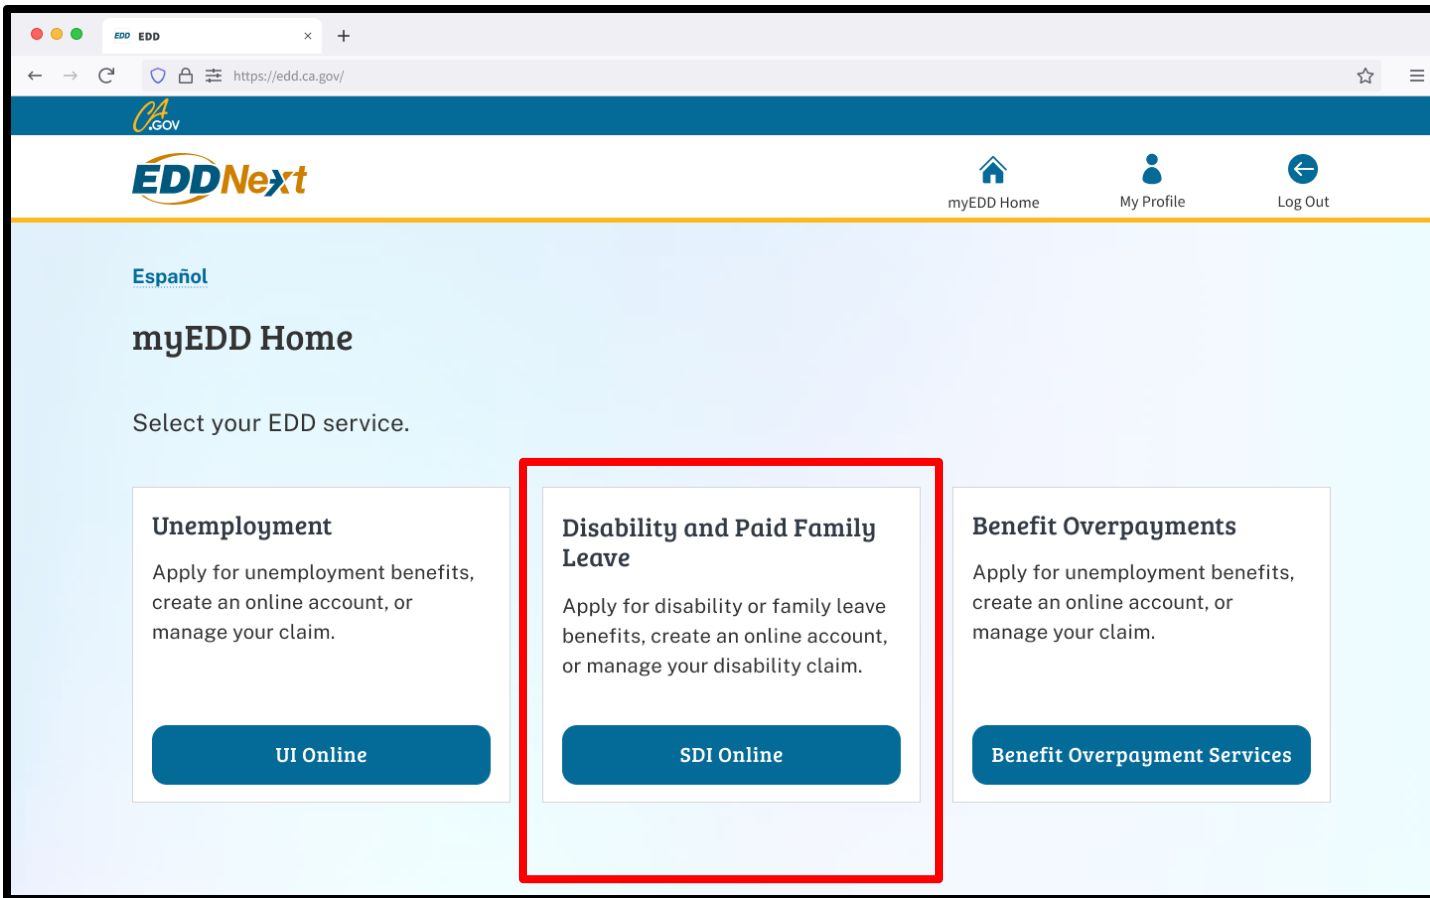 EDD EDD
https://edd.ca.gov/
CA.GOV
EDDNext
myEDD Home
My Profile
Log Out
Español
myEDD Home
Select your EDD service.
Unemployment
Apply for unemployment benefits,
create an online account, or
manage your claim.
UI Online
Disability and Paid Family
Leave
Apply for disability or family leave
benefits, create an online account,
or manage your disability claim.
SDI Online
Benefit Overpayments
Apply for unemployment benefits,
create an online account, or
manage your claim.
Benefit Overpayment Services